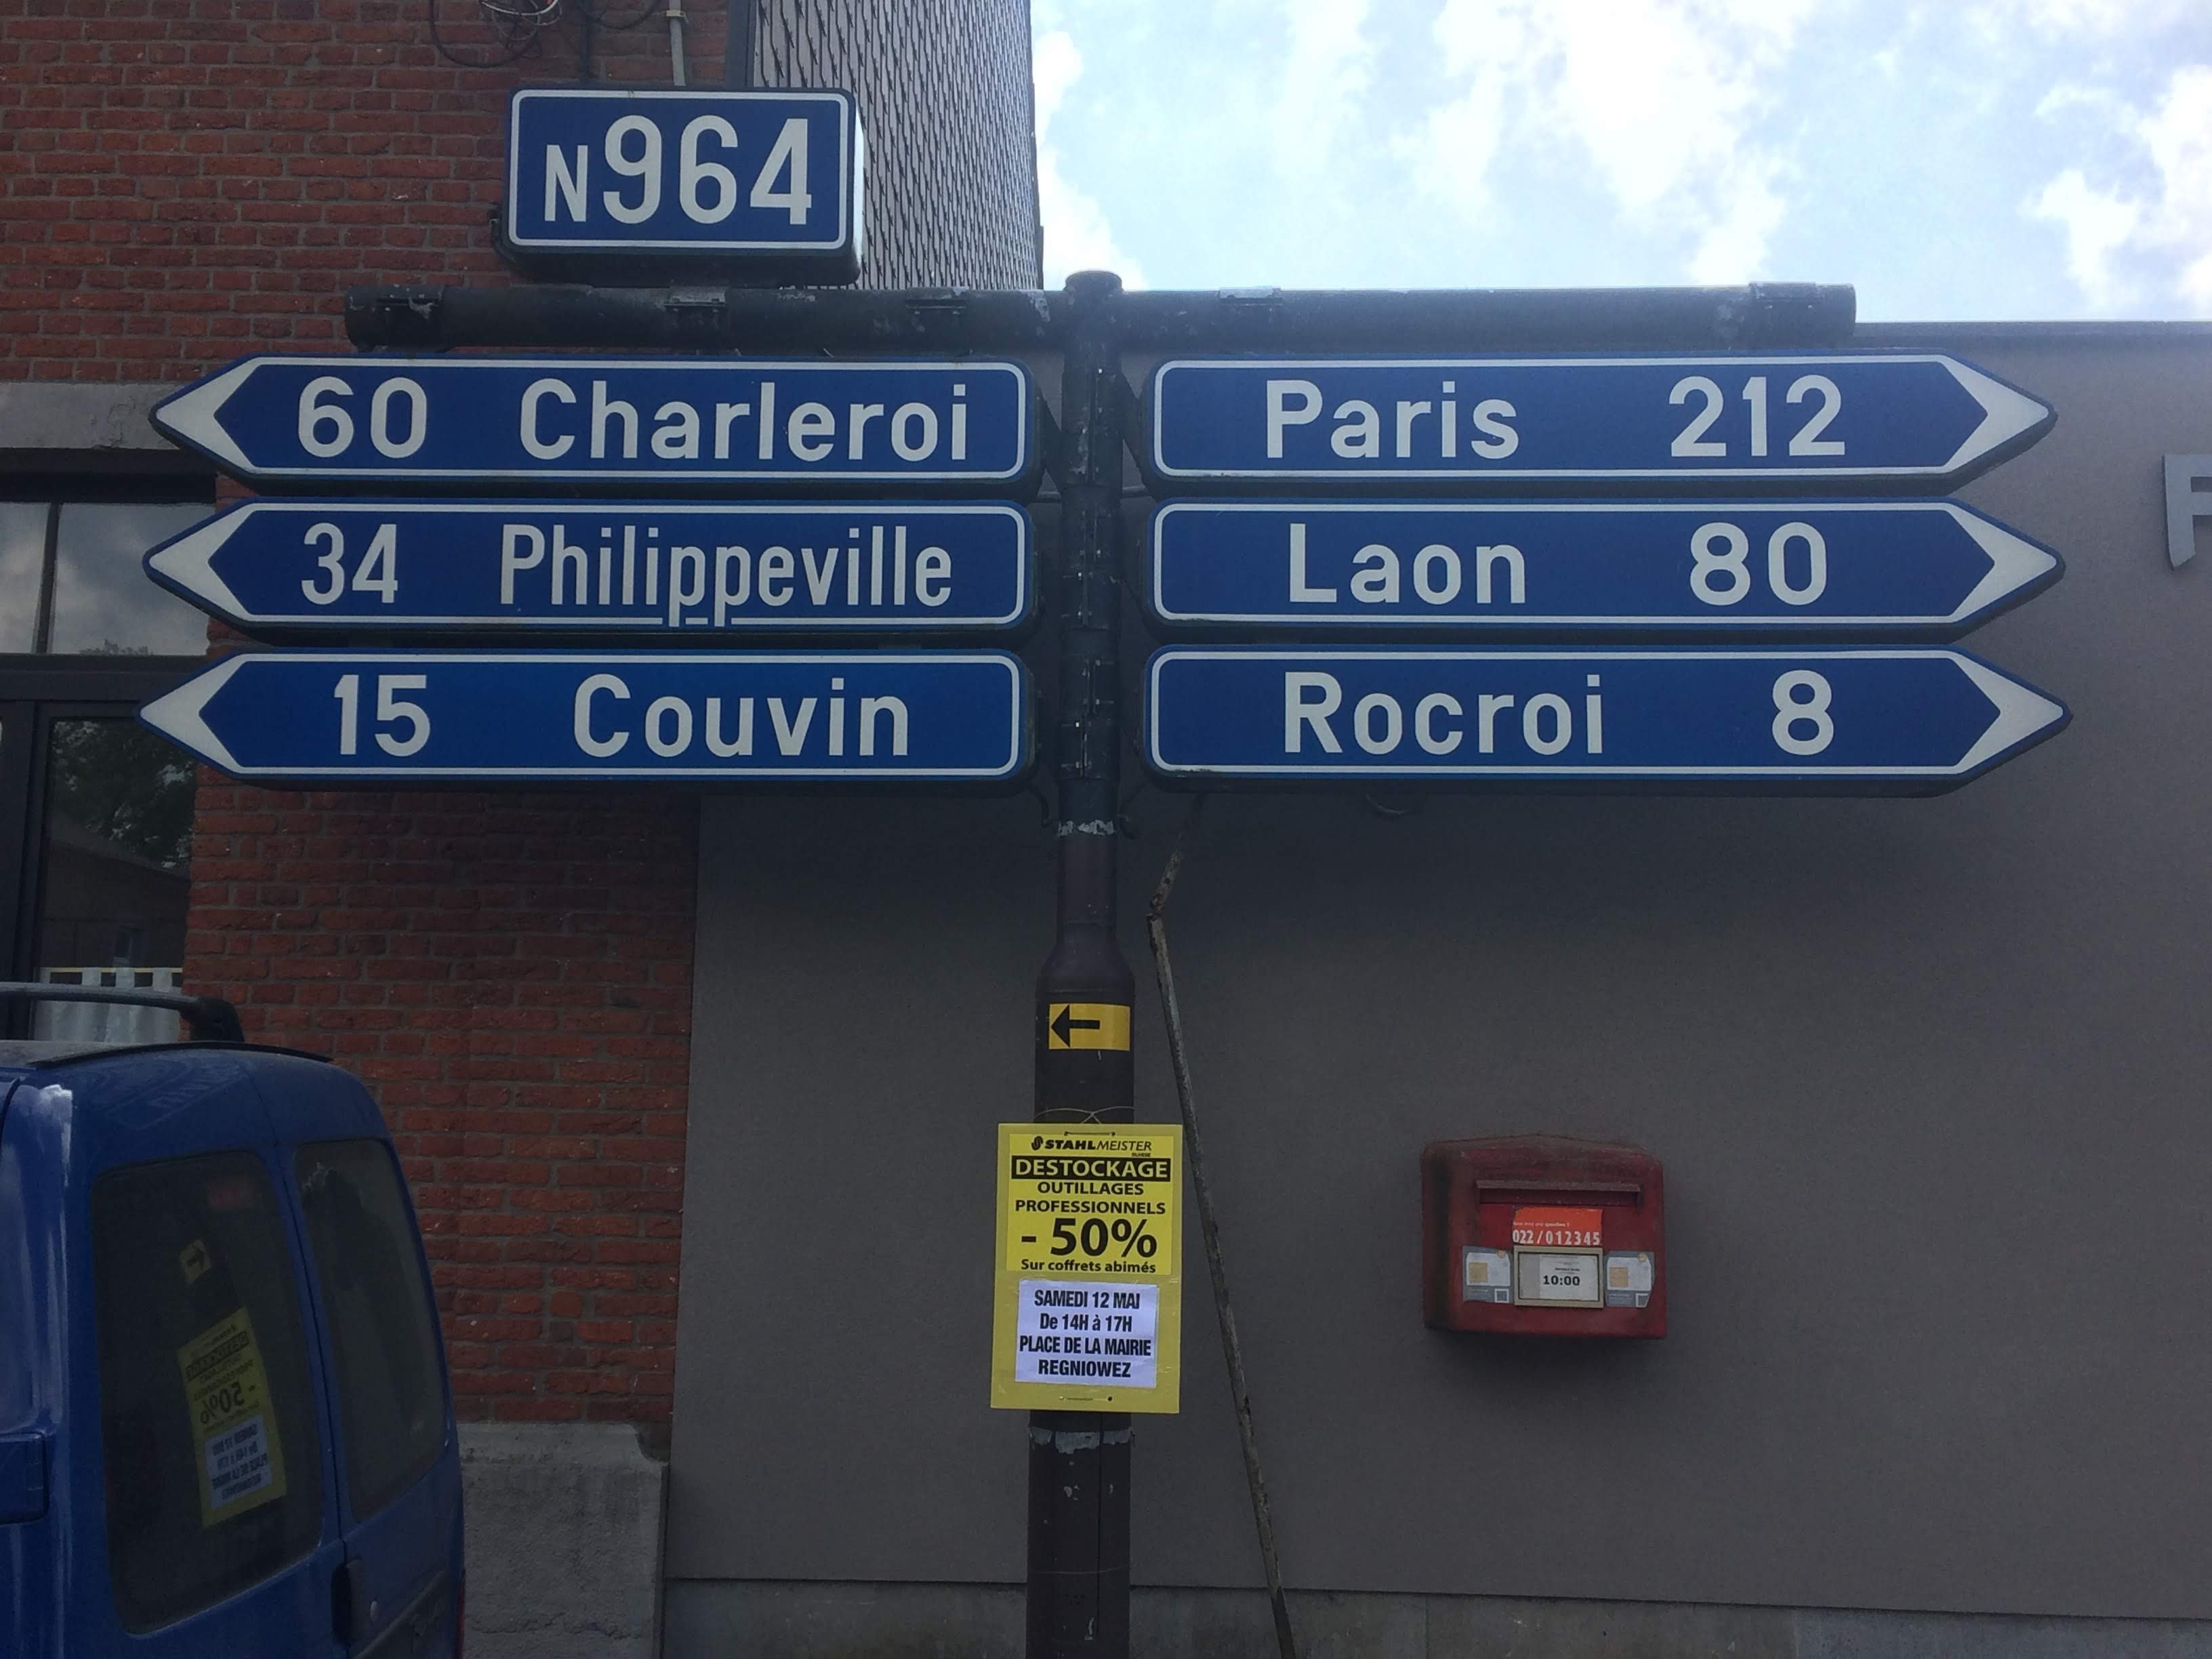 N964
60 Charleroi
34 Philippeville
15 Couvin
Paris 212
Laon 80
Rocroi 8
STAHLMEISTER
DESTOCKAGE
OUTILLAGES
PROFESSIONNELS
- 50%
Sur coffrets abimés
SAMEDI 12 MAI
De 14H à 17H
PLACE DE LA MAIRIE
REGNIOWEZ
022/012345
10:00